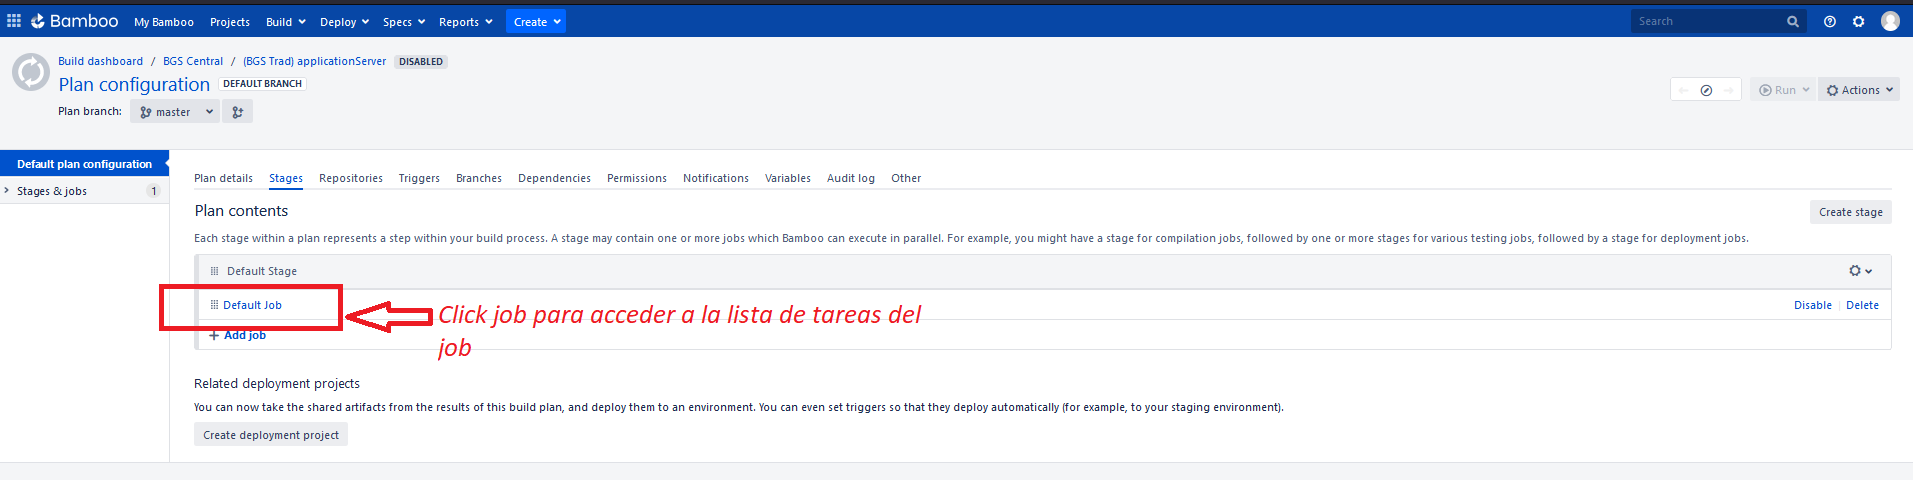 Bamboo My Bamboo Projects Build Deploy Specs Reports Create Search
Build dashboard / BGS Central / (BGS Trad) applicationServer DISABLED
Plan configuration DEFAULT BRANCH
Run Actions
Plan branch: master
Default plan configuration
Stages & jobs 1
Plan details Stages Repositories Triggers Branches Dependencies Permissions Notifications Variables Audit log Other
Plan contents
Create stage
Each stage within a plan represents a step within your build process. A stage may contain one or more jobs which Bamboo can execute in parallel. For example, you might have a stage for compilation jobs, followed by one or more stages for various testing jobs, followed by a stage for deployment jobs.
Default Stage
Default Job
Disable Delete
Click job para acceder a la lista de tareas del
job
+ Add job
Related deployment projects
You can now take the shared artifacts from the results of this build plan, and deploy them to an environment. You can even set triggers so that they deploy automatically (for example, to your staging environment).
Create deployment project